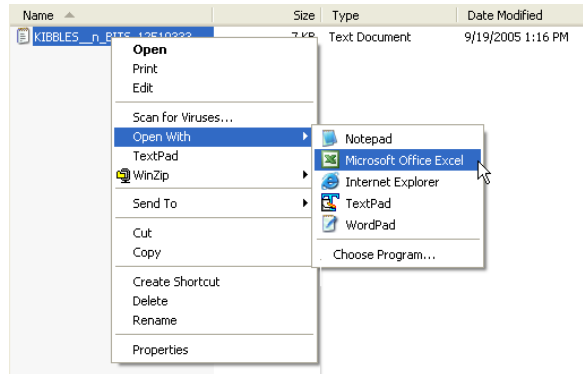 Name Size Type Date Modified
KIBBLES__n_BITS_12510333 7 KB Text Document 9/19/2005 1:16 PM
Open
Print
Edit
Scan for Viruses...
Open With
TextPad
WinZip
Send To
Cut
Copy
Create Shortcut
Delete
Rename
Properties
Notepad
Microsoft Office Excel
Internet Explorer
TextPad
WordPad
Choose Program...